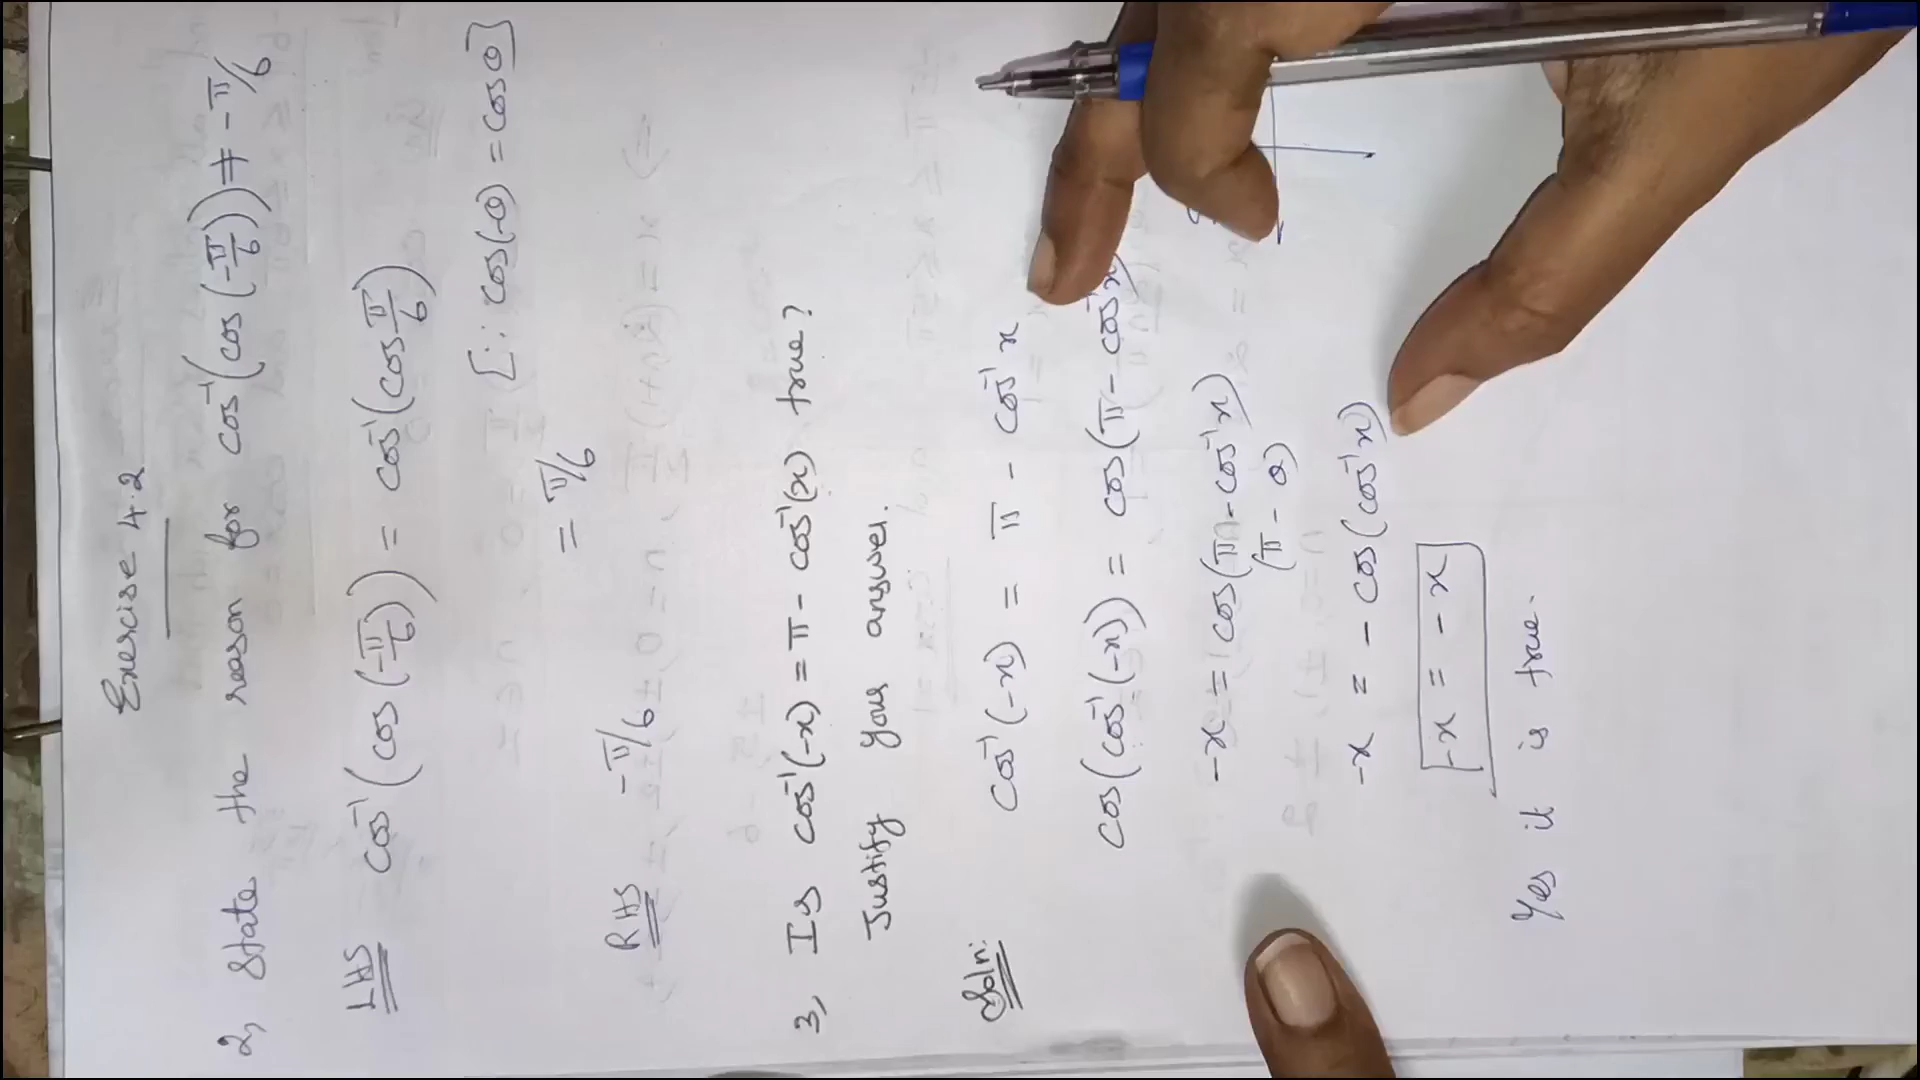 Exercise 4.2
2, State the reason for cos⁻¹(cos(-π/6)) ≠ -π/6
LHS cos⁻¹(cos(-π/6)) = cos⁻¹(cos π/6)
[∵ cos(-θ) = cosθ]
= π/6
RHS -π/6
3, Is cos⁻¹(-x) = π - cos⁻¹(x) true?
Justify your answer.
Soln:
cos⁻¹(-x) = π - cos⁻¹x
cos(cos⁻¹(-x)) = cos(π - cos⁻¹x)
-x = cos(π - cos⁻¹x)
(π - θ)
-x = - cos(cos⁻¹x)
-x = -x
Yes it is true.